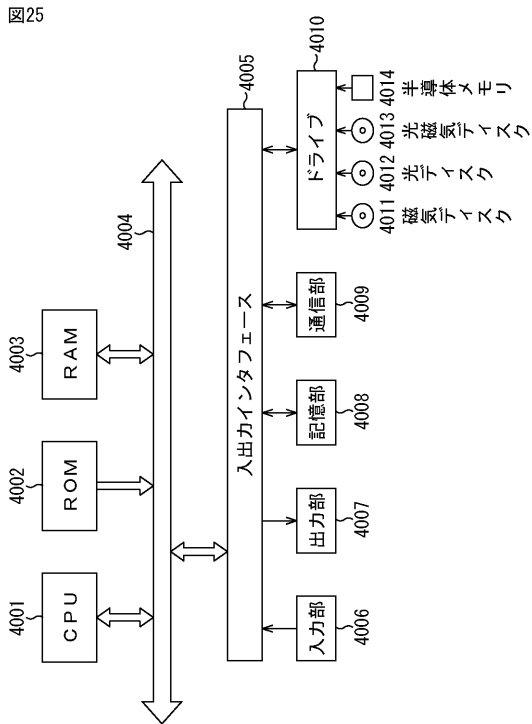 図25
4001
CPU
4002
ROM
4003
RAM
4004
4005
入出力インタフェース
入力部
4006
出力部
4007
記憶部
4008
通信部
4009
4010
ドライブ
4011
磁気ディスク
4012
光ディスク
4013
光磁気ディスク
4014
半導体メモリ